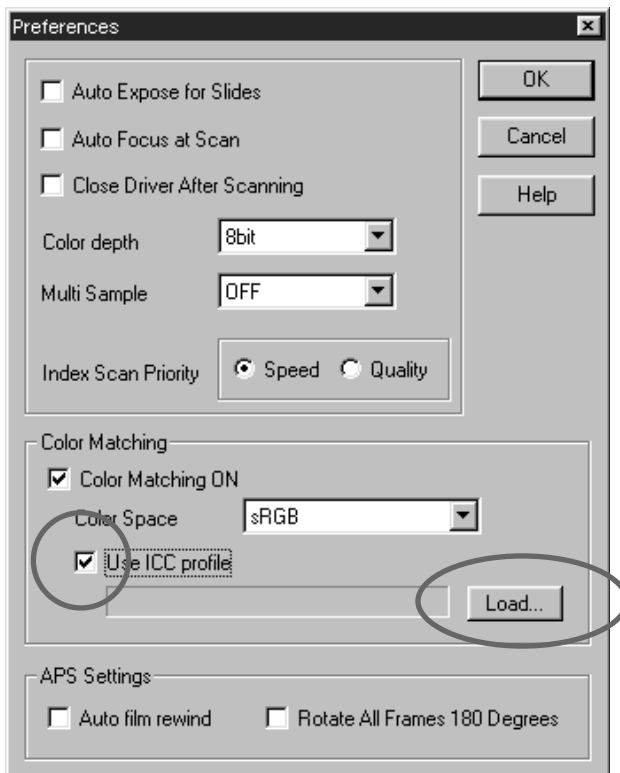 Preferences
Auto Expose for Slides
OK
Auto Focus at Scan
Cancel
Close Driver After Scanning
Help
Color depth 8bit
Multi Sample OFF
Index Scan Priority Speed Quality
Color Matching
Color Matching ON
Color Space sRGB
Use ICC profile
Load...
APS Settings
Auto film rewind Rotate All Frames 180 Degrees